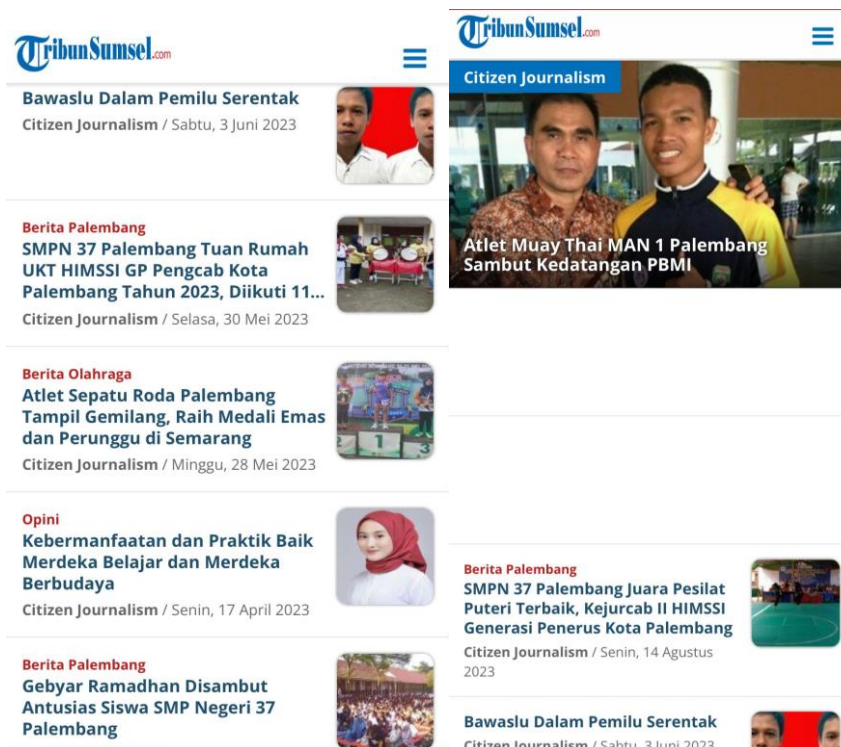 TribunSumsel.com
Bawaslu Dalam Pemilu Serentak
Citizen Journalism / Sabtu, 3 Juni 2023
Berita Palembang
SMPN 37 Palembang Tuan Rumah
UKT HIMSSI GP Pengcab Kota
Palembang Tahun 2023, Diikuti 11...
Citizen Journalism / Selasa, 30 Mei 2023
Berita Olahraga
Atlet Sepatu Roda Palembang
Tampil Gemilang, Raih Medali Emas
dan Perunggu di Semarang
Citizen Journalism / Minggu, 28 Mei 2023
Opini
Kebermanfaatan dan Praktik Baik
Merdeka Belajar dan Merdeka
Berbudaya
Citizen Journalism / Senin, 17 April 2023
Berita Palembang
Gebyar Ramadhan Disambut
Antusias Siswa SMP Negeri 37
Palembang
TribunSumsel.com
Citizen Journalism
Atlet Muay Thai MAN 1 Palembang
Sambut Kedatangan PBMI
Berita Palembang
SMPN 37 Palembang Juara Pesilat
Puteri Terbaik, Kejurcab II HIMSSI
Generasi Penerus Kota Palembang
Citizen Journalism / Senin, 14 Agustus
2023
Bawaslu Dalam Pemilu Serentak
Citizen Journalism / Sabtu, 3 Juni 2023